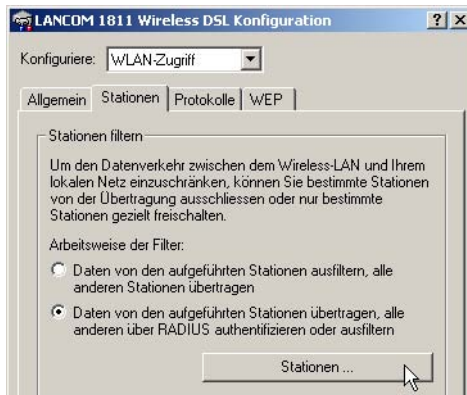 LANCOM 1811 Wireless DSL Konfiguration
Konfiguriere: WLAN-Zugriff
Allgemein Stationen Protokolle WEP
Stationen filtern
Um den Datenverkehr zwischen dem Wireless-LAN und Ihrem
lokalen Netz einzuschränken, können Sie bestimmte Stationen
von der Übertragung ausschliessen oder nur bestimmte
Stationen gezielt freischalten.
Arbeitsweise der Filter:
Daten von den aufgeführten Stationen ausfiltern, alle
anderen Stationen übertragen
Daten von den aufgeführten Stationen übertragen, alle
anderen über RADIUS authentifizieren oder ausfiltern
Stationen ...